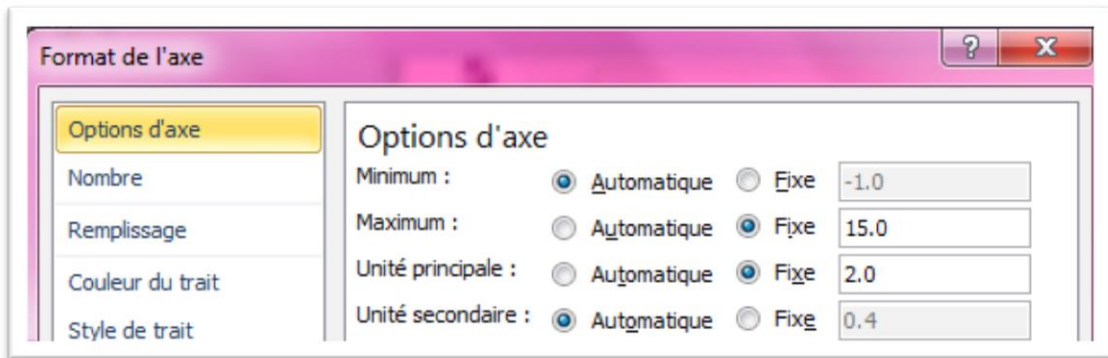 Format de l'axe
Options d'axe
Nombre
Remplissage
Couleur du trait
Style de trait
Options d'axe
Minimum : Automatique Fixe -1.0
Maximum : Automatique Fixe 15.0
Unité principale : Automatique Fixe 2.0
Unité secondaire : Automatique Fixe 0.4